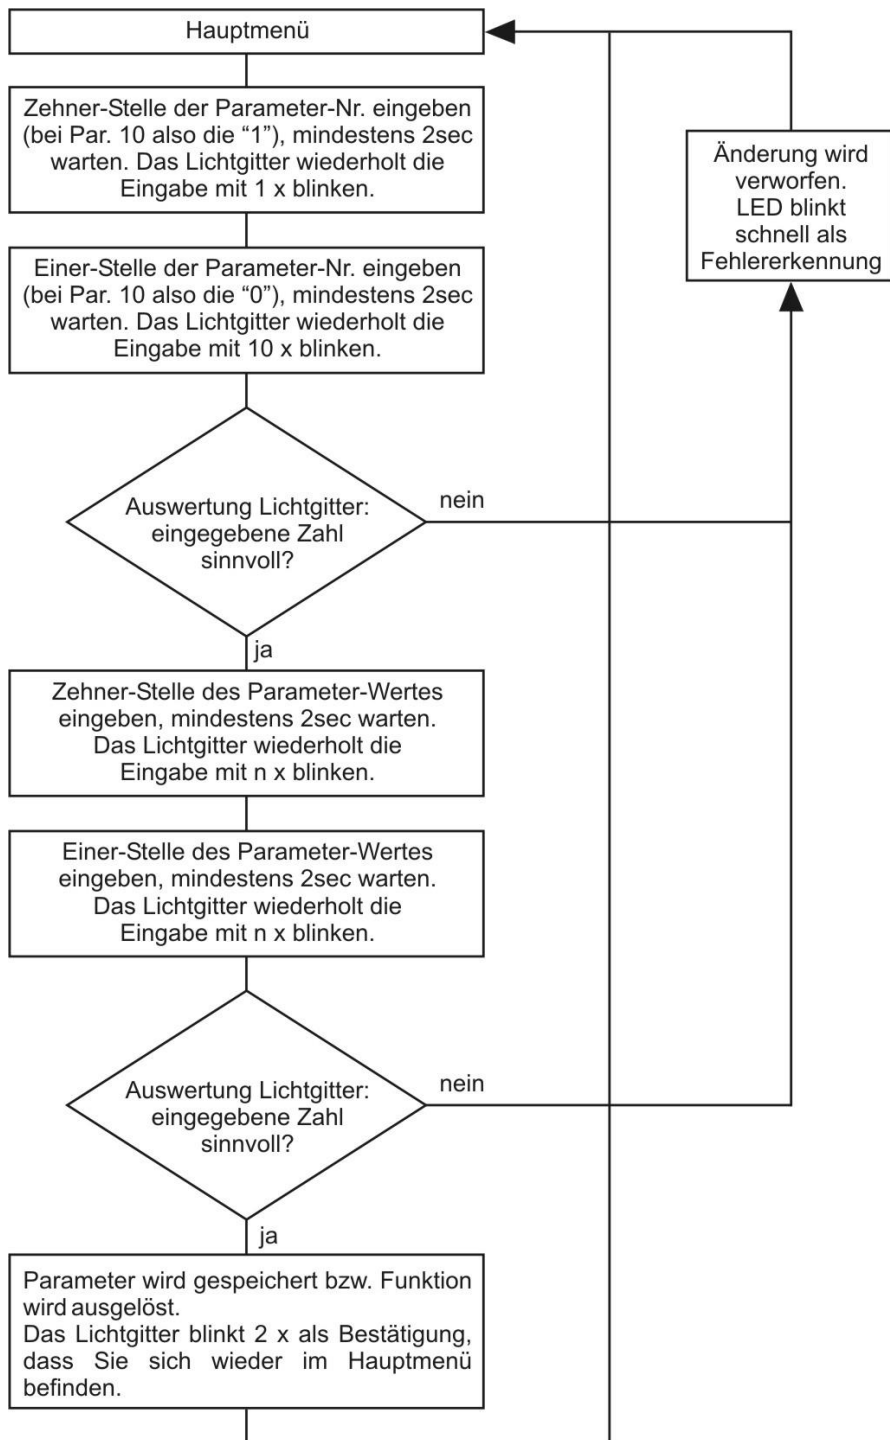 Hauptmenü
Zehner-Stelle der Parameter-Nr. eingeben
(bei Par. 10 also die “1”), mindestens 2sec
warten. Das Lichtgitter wiederholt die
Eingabe mit 1 x blinken.
Einer-Stelle der Parameter-Nr. eingeben
(bei Par. 10 also die “0”), mindestens 2sec
warten. Das Lichtgitter wiederholt die
Eingabe mit 10 x blinken.
Auswertung Lichtgitter:
eingegebene Zahl
sinnvoll?
nein
Änderung wird
verworfen.
LED blinkt
schnell als
Fehlererkennung
ja
Zehner-Stelle des Parameter-Wertes
eingeben, mindestens 2sec warten.
Das Lichtgitter wiederholt die
Eingabe mit n x blinken.
Einer-Stelle des Parameter-Wertes
eingeben, mindestens 2sec warten.
Das Lichtgitter wiederholt die
Eingabe mit n x blinken.
Auswertung Lichtgitter:
eingegebene Zahl
sinnvoll?
nein
ja
Parameter wird gespeichert bzw. Funktion
wird ausgelöst.
Das Lichtgitter blinkt 2 x als Bestätigung,
dass Sie sich wieder im Hauptmenü
befinden.